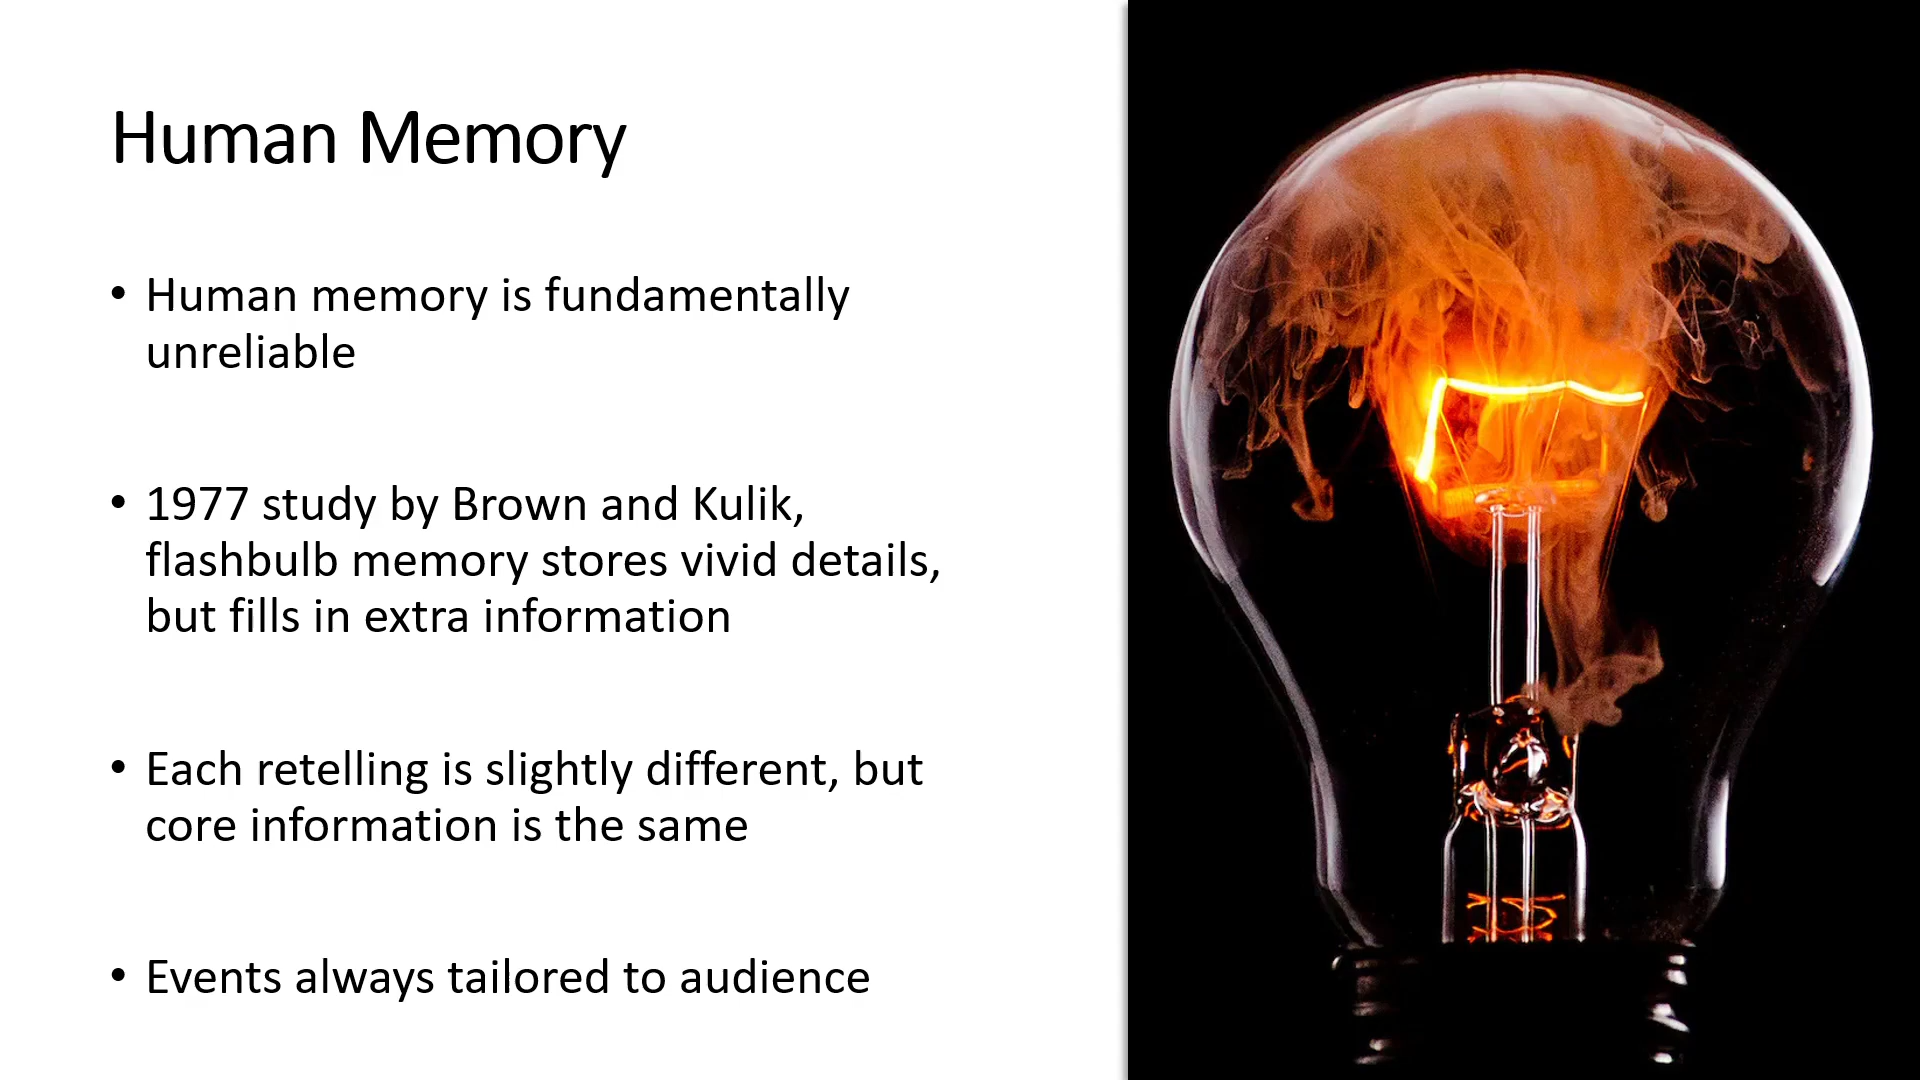 Human Memory
• Human memory is fundamentally
unreliable
• 1977 study by Brown and Kulik,
flashbulb memory stores vivid details,
but fills in extra information
• Each retelling is slightly different, but
core information is the same
• Events always tailored to audience